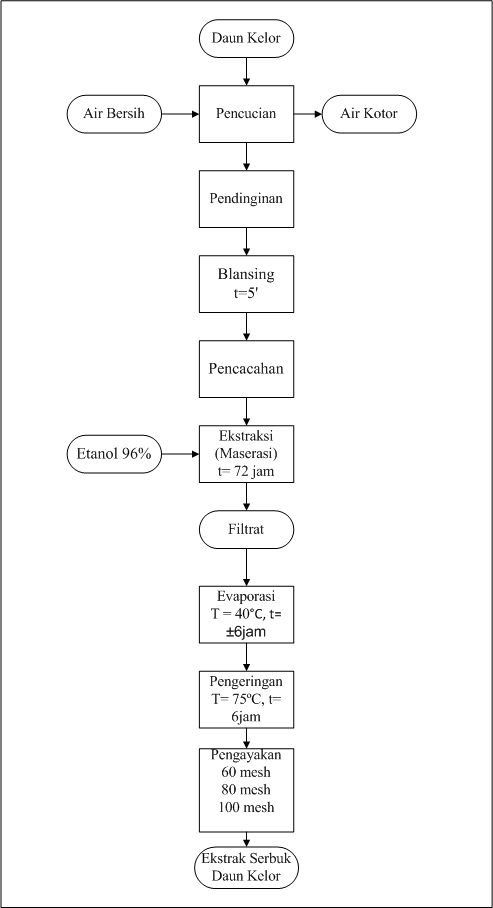 Daun Kelor
Air Bersih
Pencucian
Air Kotor
Pendinginan
Blansing
t=5'
Pencacahan
Etanol 96%
Ekstraksi
(Maserasi)
t= 72 jam
Filtrat
Evaporasi
T = 40°C, t=
±6jam
Pengeringan
T= 75ºC, t=
6jam
Pengayakan
60 mesh
80 mesh
100 mesh
Ekstrak Serbuk
Daun Kelor